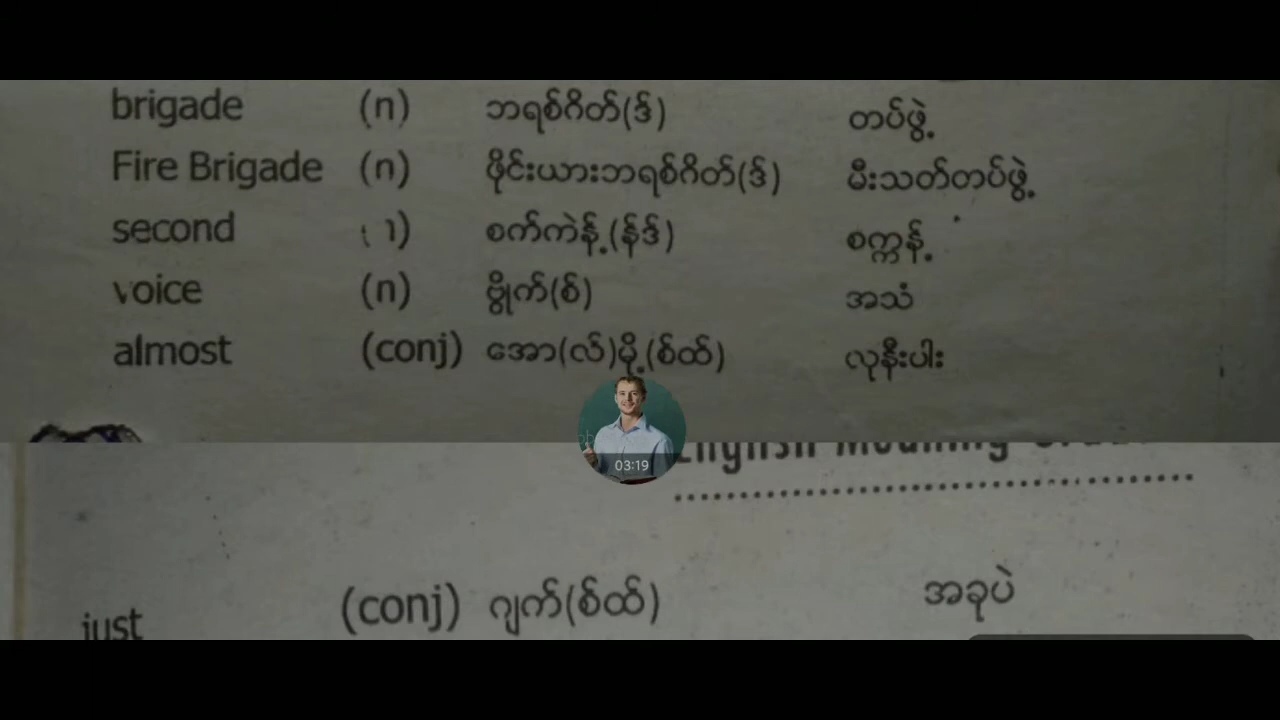 brigade (n) ဘရစ်ဂိတ်(ဒ်) တပ်ဖွဲ့
Fire Brigade (n) ဖိုင်းယားဘရစ်ဂိတ်(ဒ်) မီးသတ်တပ်ဖွဲ့
second စက်ကဲန့်(န်ဒ်) စက္ကန့်
voice (n) ဗွိုက်(စ်) အသံ
almost (conj) အော(လ်)မို့(စ်ထ်) လုနီးပါး
03:19
just (conj) ဂျက်(စ်ထ်) အခုပဲ